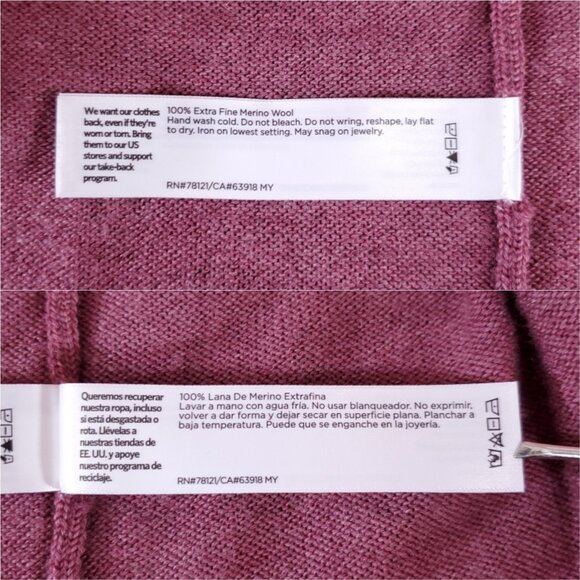 We want our clothes
back, even if they're
worn or torn. Bring
them to our US
stores and support
our take-back
program.
100% Extra Fine Merino Wool
Hand wash cold. Do not bleach. Do not wring, reshape, lay flat
to dry. Iron on lowest setting. May snag on jewelry.
RN#78121/CA#63918 MY
Queremos recuperar
nuestra ropa, incluso
si está desgastada o
rota. Llévelas a
nuestras tiendas de
EE. UU. y apoye
nuestro programa de
reciclaje.
100% Lana De Merino Extrafina
Lavar a mano con agua fría. No usar blanqueador. No exprimir,
volver a dar forma y dejar secar en superficie plana. Planchar a
baja temperatura. Puede que se enganche en la joyería.
RN#78121/CA#63918 MY